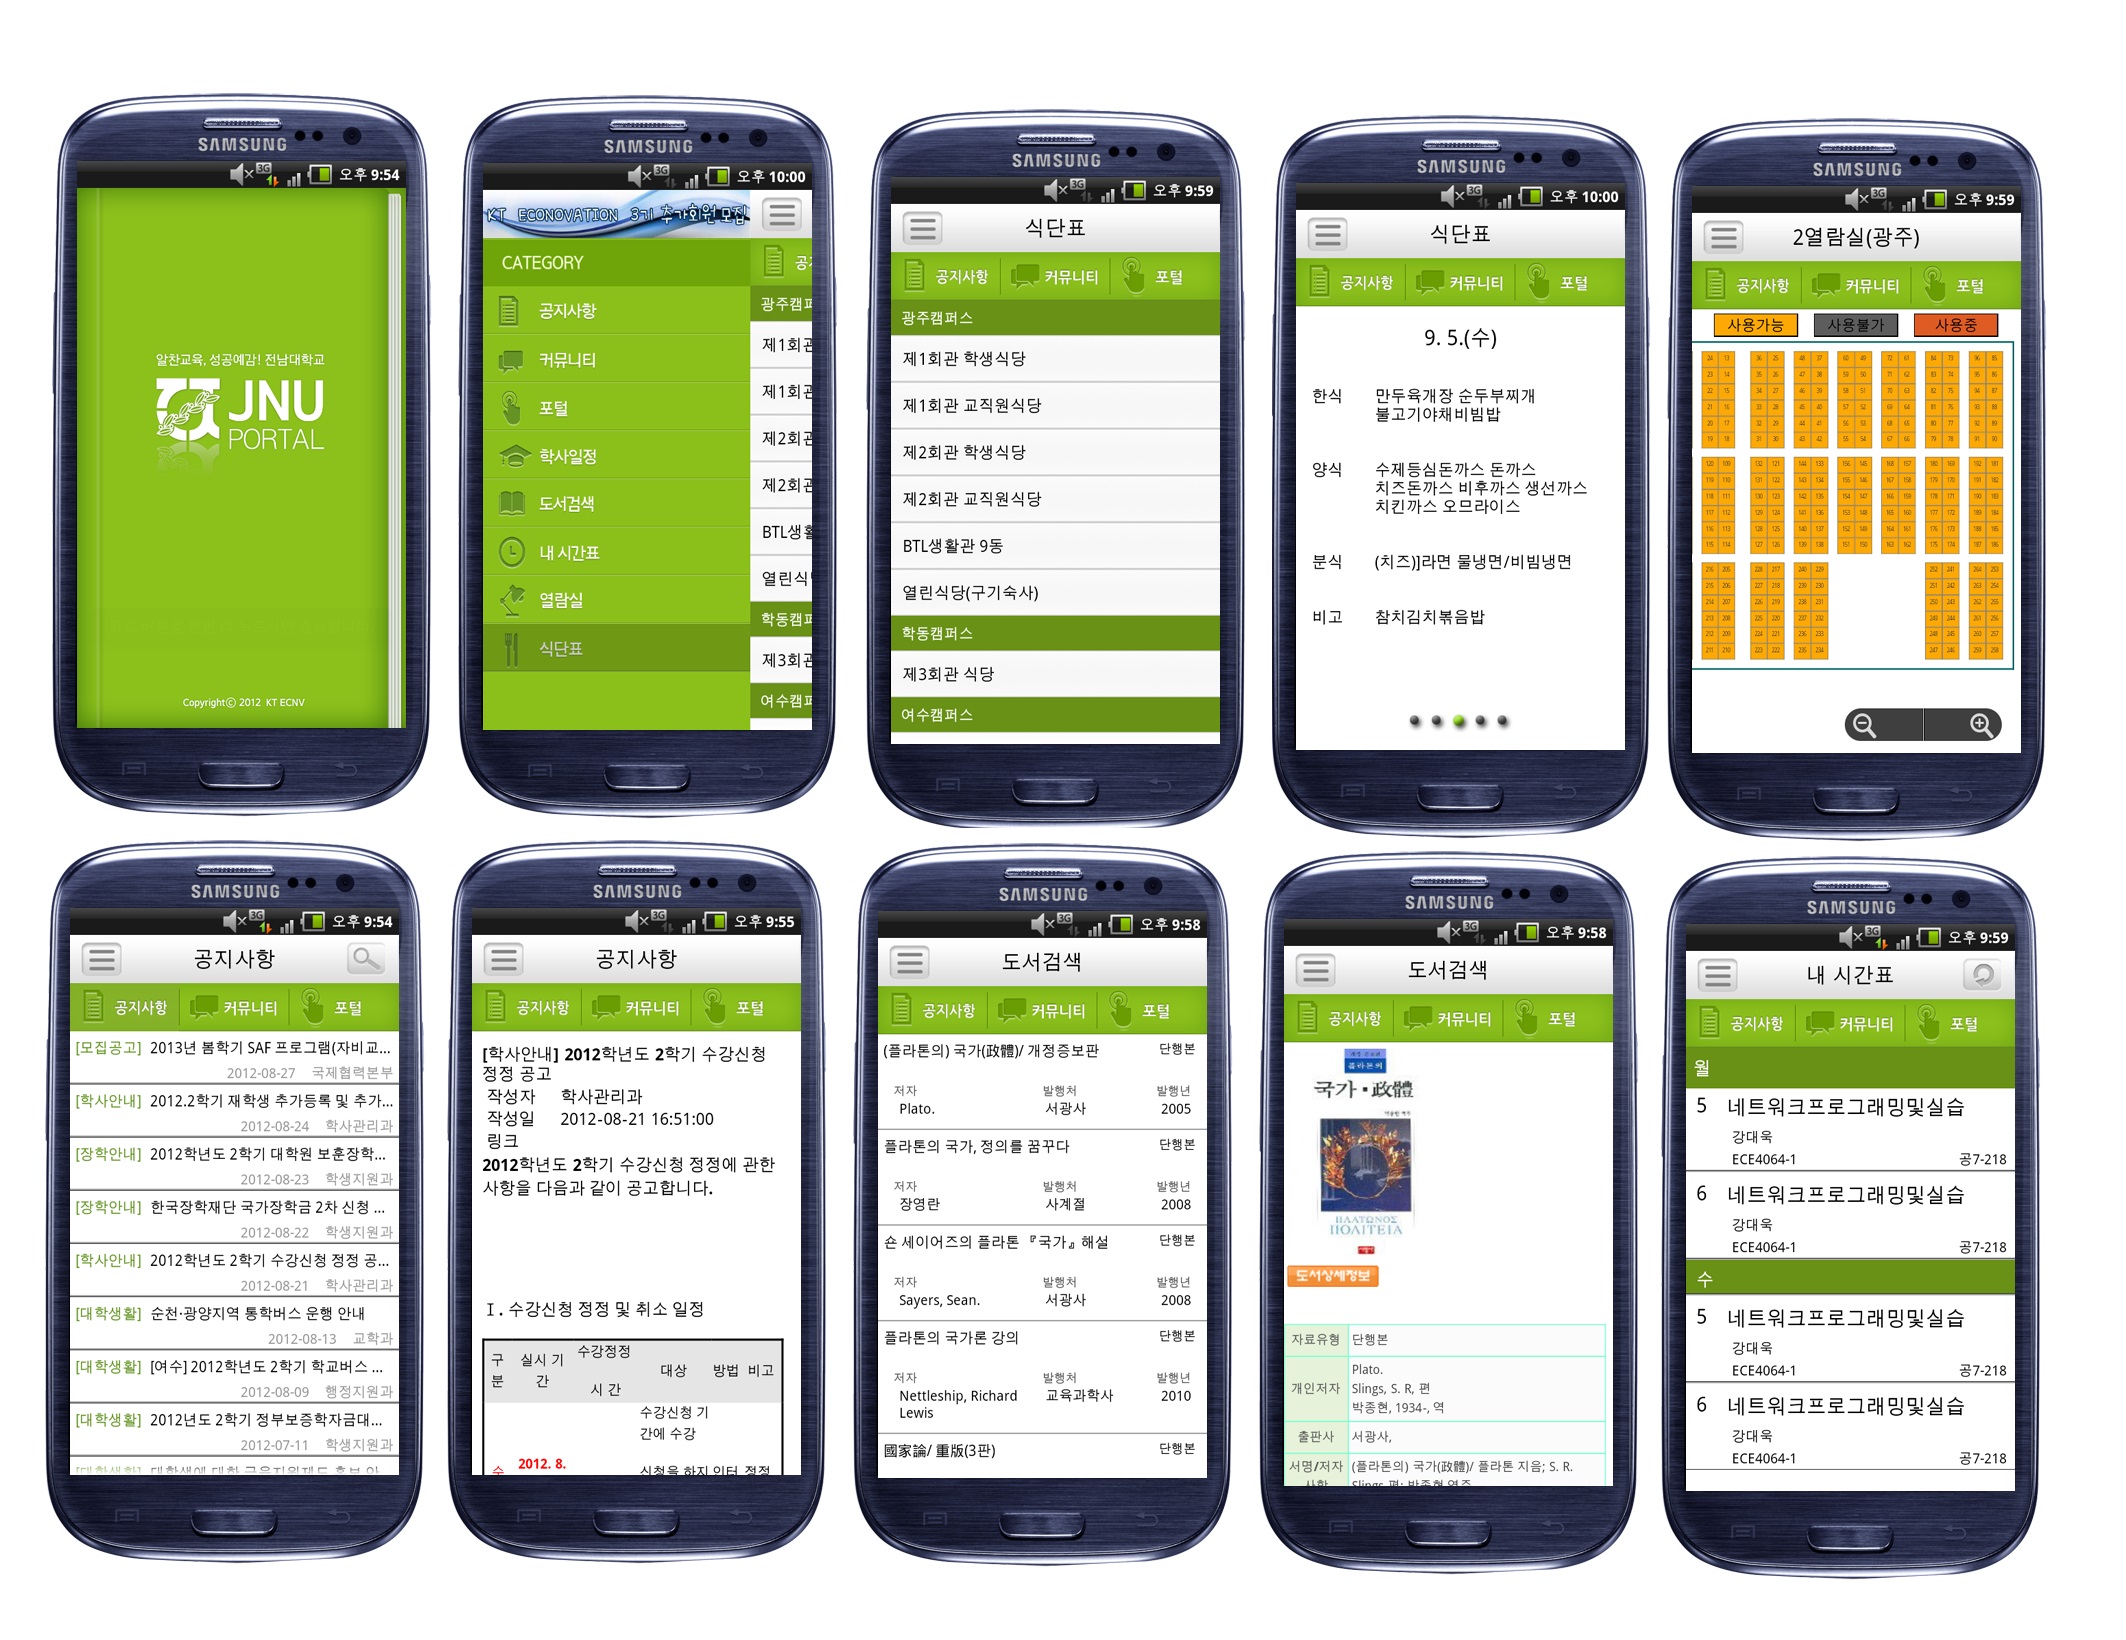 SAMSUNG
3G 오후 9:54
알찬교육, 성공예감! 전남대학교
JNU
PORTAL
Copyrightⓒ 2012 KT ECNV
SAMSUNG
3G 오후 10:00
KT ECONOVATION 3기 추가회원모집
CATEGORY
공지사항
커뮤니티
포털
학사일정
도서검색
내 시간표
열람실
식단표
공지
광주캠퍼
제1회관
제1회관
제2회관
제2회관
BTL생활
열린식당
학동캠퍼
제3회관
여수캠퍼
SAMSUNG
3G 오후 9:59
식단표
공지사항 커뮤니티 포털
광주캠퍼스
제1회관 학생식당
제1회관 교직원식당
제2회관 학생식당
제2회관 교직원식당
BTL생활관 9동
열린식당(구기숙사)
학동캠퍼스
제3회관 식당
여수캠퍼스
SAMSUNG
3G 오후 10:00
식단표
공지사항 커뮤니티 포털
9. 5.(수)
한식 만두육개장 순두부찌개
불고기야채비빔밥
양식 수제등심돈까스 돈까스
치즈돈까스 비후까스 생선까스
치킨까스 오므라이스
분식 (치즈)]라면 물냉면/비빔냉면
비고 참치김치볶음밥
SAMSUNG
3G 오후 9:59
2열람실(광주)
공지사항 커뮤니티 포털
사용가능 사용불가 사용중
SAMSUNG
3G 오후 9:54
공지사항
공지사항 커뮤니티 포털
[모집공고] 2013년 봄학기 SAF 프로그램(자비교...
2012-08-27 국제협력본부
[학사안내] 2012.2학기 재학생 추가등록 및 추가...
2012-08-24 학사관리과
[장학안내] 2012학년도 2학기 대학원 보훈장학...
2012-08-23 학생지원과
[장학안내] 한국장학재단 국가장학금 2차 신청 ...
2012-08-22 학생지원과
[학사안내] 2012학년도 2학기 수강신청 정정 공...
2012-08-21 학사관리과
[대학생활] 순천·광양지역 통학버스 운행 안내
2012-08-13 교학과
[대학생활] [여수] 2012학년도 2학기 학교버스 ...
2012-08-09 행정지원과
[대학생활] 2012년도 2학기 정부보증학자금대...
2012-07-11 학생지원과
SAMSUNG
3G 오후 9:55
공지사항
공지사항 커뮤니티 포털
[학사안내] 2012학년도 2학기 수강신청
정정 공고
작성자 학사관리과
작성일 2012-08-21 16:51:00
링크
2012학년도 2학기 수강신청 정정에 관한
사항을 다음과 같이 공고합니다.
Ⅰ. 수강신청 정정 및 취소 일정
구분 실시 기간 수강정정 시 간 대상 방법 비고
수강신청 기
간에 수강
수 2012. 8. 신청을 하지 인터 정정
SAMSUNG
3G 오후 9:58
도서검색
공지사항 커뮤니티 포털
(플라톤의) 국가(政體)/ 개정증보판 단행본
저자 발행처 발행년
Plato. 서광사 2005
플라톤의 국가, 정의를 꿈꾸다 단행본
저자 발행처 발행년
장영란 사계절 2008
숀 세이어즈의 플라톤 『국가』 해설 단행본
저자 발행처 발행년
Sayers, Sean. 서광사 2008
플라톤의 국가론 강의 단행본
저자 발행처 발행년
Nettleship, Richard 교육과학사 2010
Lewis
國家論/ 重版(3판) 단행본
SAMSUNG
3G 오후 9:58
도서검색
공지사항 커뮤니티 포털
플라톤의
국가·政體
ΠΛΑΤΩΝΟΣ
ΠΟΛΙΤΕΙΑ
도서상세정보
자료유형 단행본
개인저자 Plato.
Slings, S. R, 편
박종현, 1934-, 역
출판사 서광사,
서명/저자 (플라톤의) 국가(政體)/ 플라톤 지음; S. R.
사항 Slings 편; 박종현 역주
SAMSUNG
3G 오후 9:59
내 시간표
공지사항 커뮤니티 포털
월
5 네트워크프로그래밍및실습
강대욱
ECE4064-1 공7-218
6 네트워크프로그래밍및실습
강대욱
ECE4064-1 공7-218
수
5 네트워크프로그래밍및실습
강대욱
ECE4064-1 공7-218
6 네트워크프로그래밍및실습
강대욱
ECE4064-1 공7-218